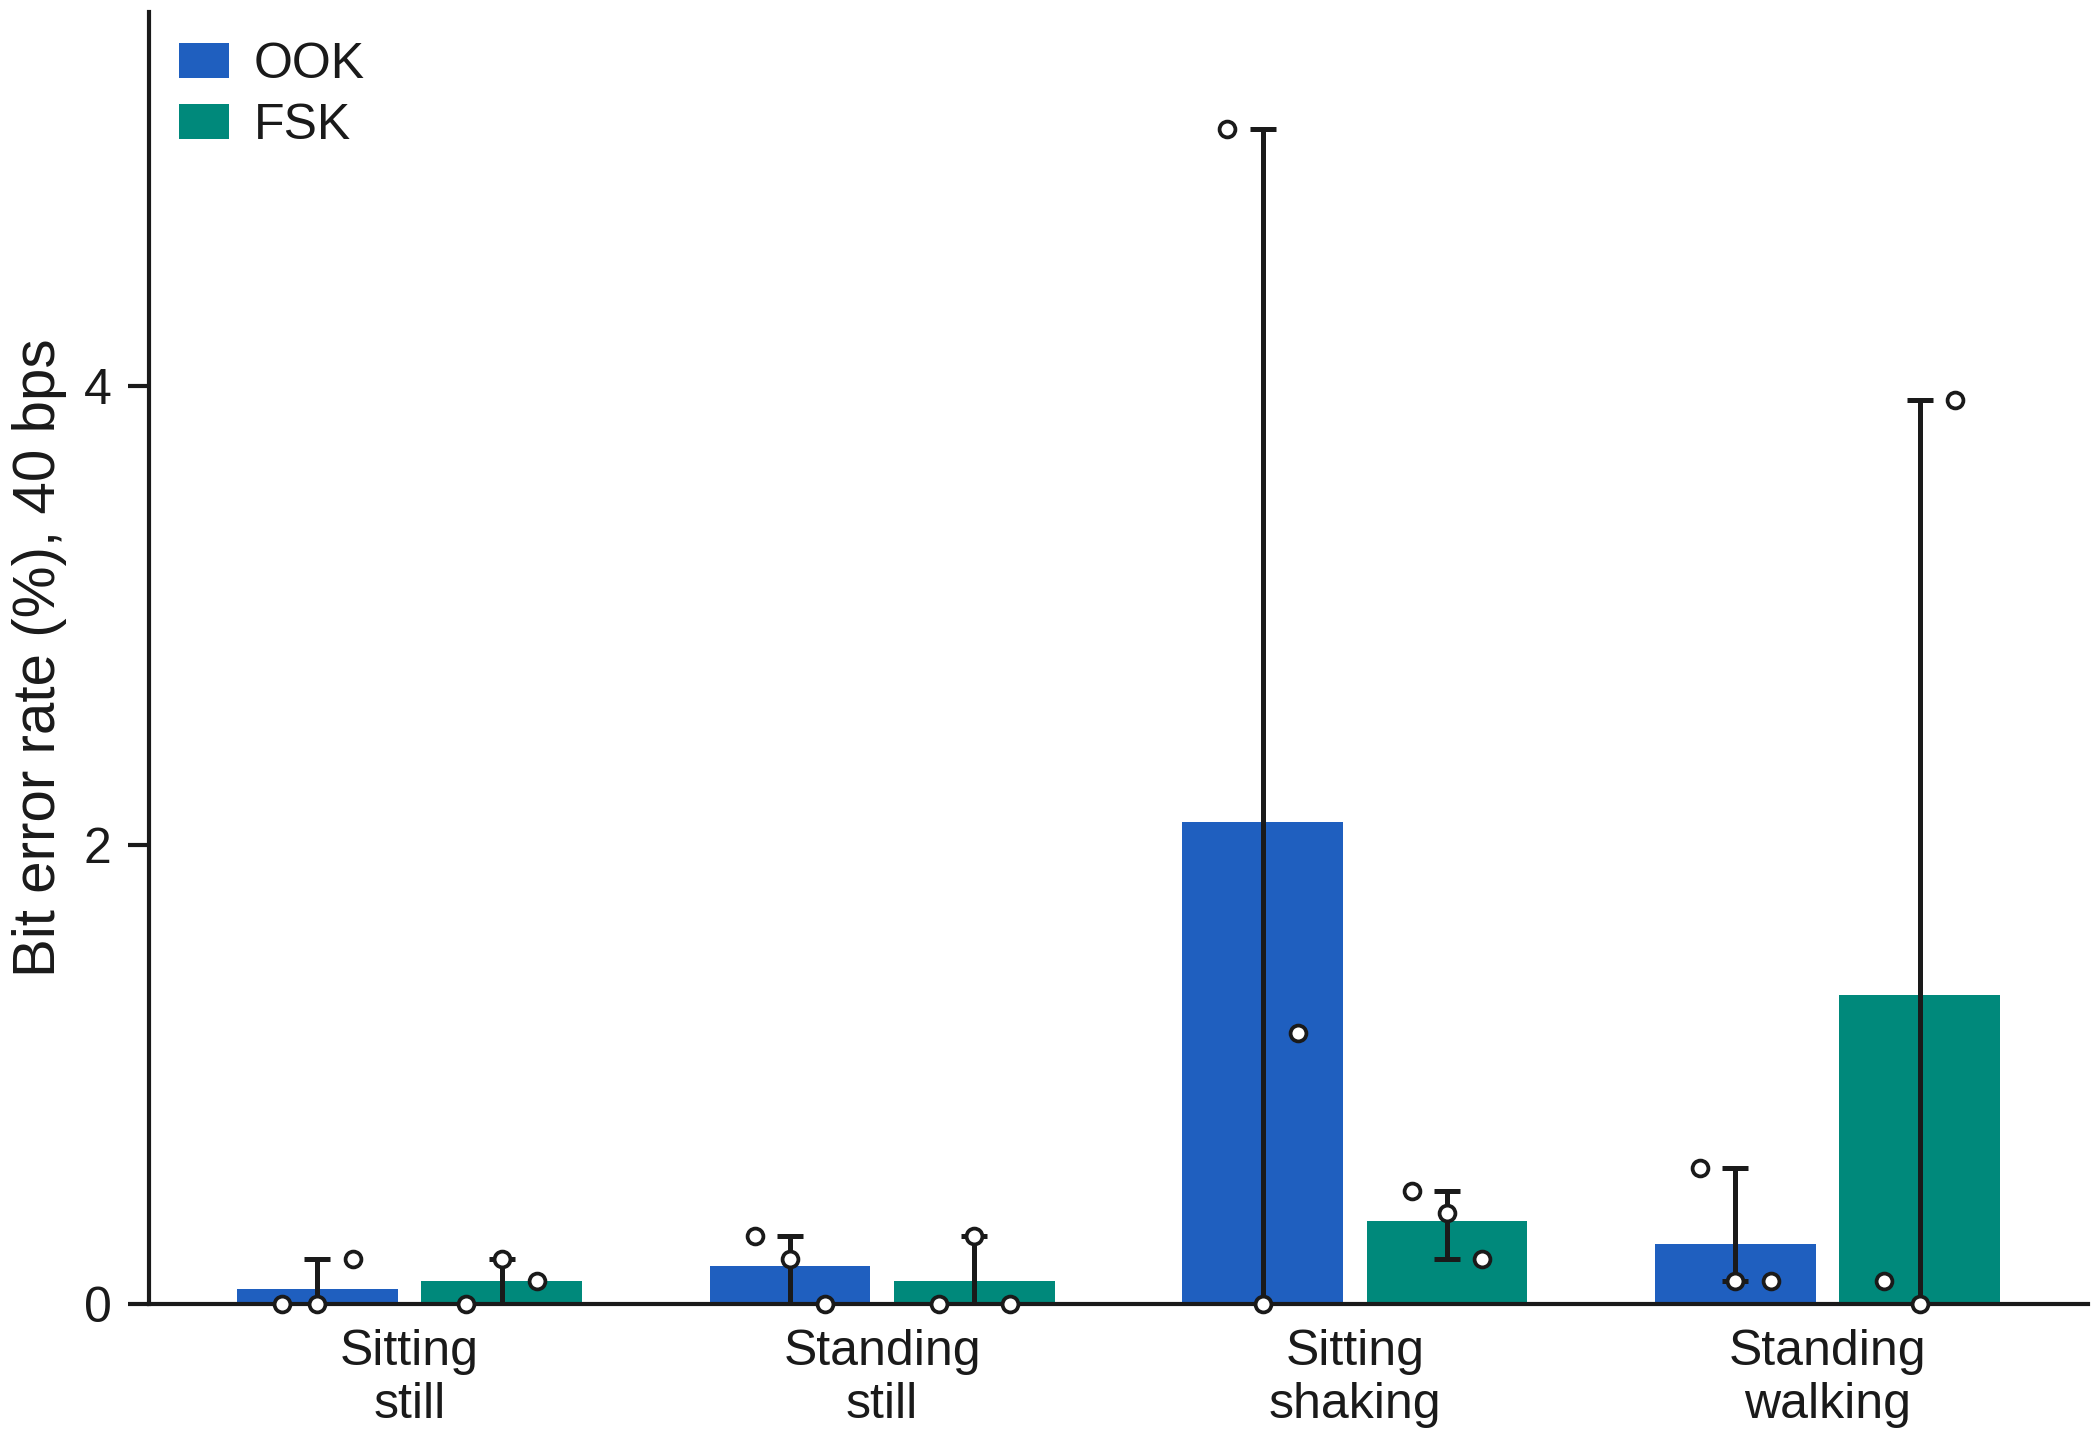 OOK
FSK
Bit error rate (%), 40 bps
4
2
0
Sitting
still
Standing
still
Sitting
shaking
Standing
walking